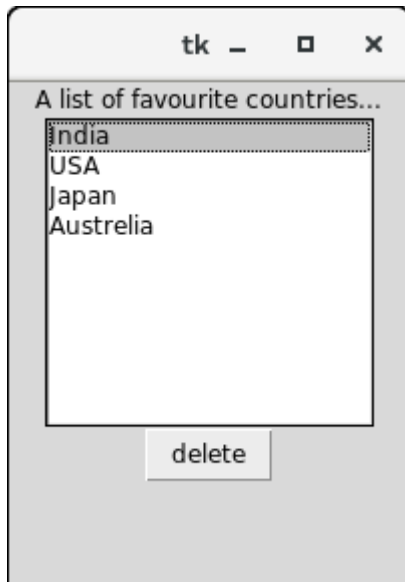 tk
A list of favourite countries...
India
USA
Japan
Austrelia
delete